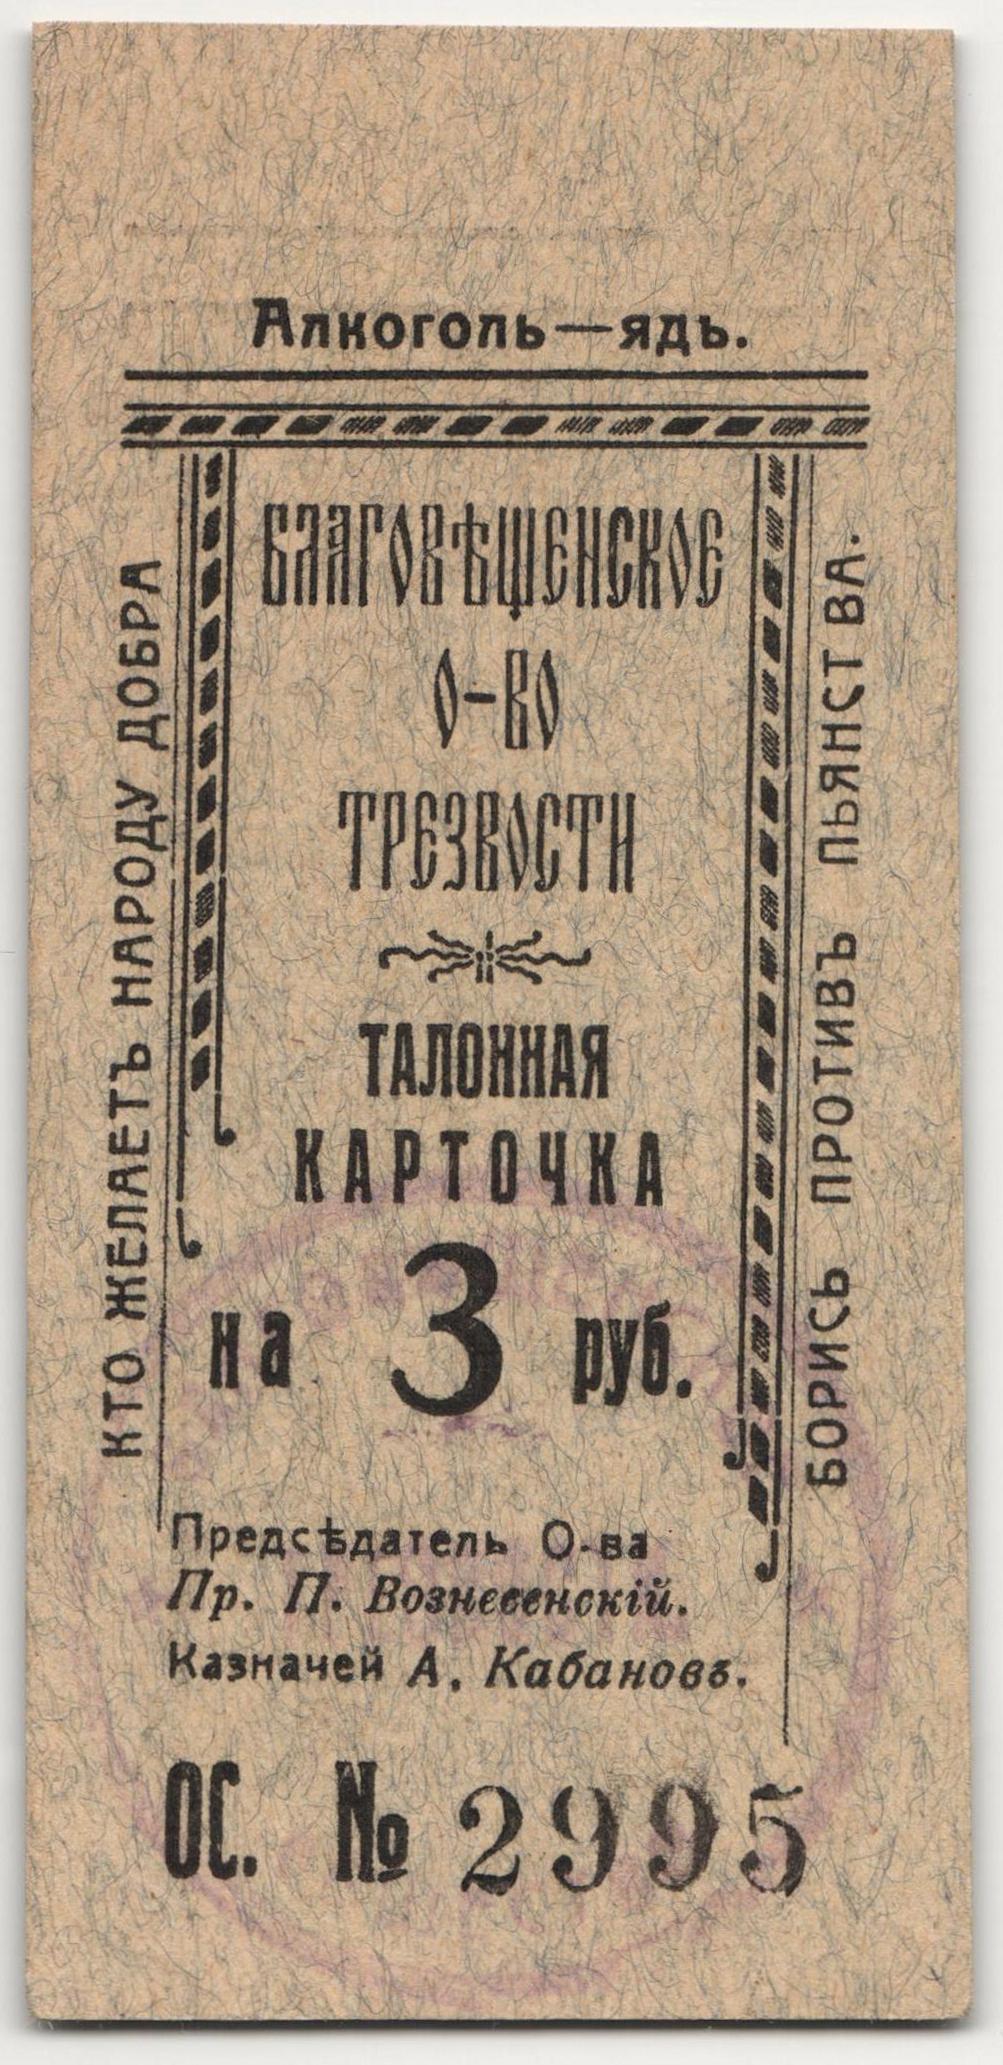 Алкоголь—ядъ.
КТО ЖЕЛАЕТЪ НАРОДУ ДОБРА
БЛАГОВѢЩЕНСКОЕ
О-ВО
ТРЕЗВОСТИ
ТАЛОННАЯ
КАРТОЧКА
на 3 руб.
БОРИСЬ ПРОТИВЪ ПЬЯНСТВА.
Предсѣдатель О-ва
Пр. П. Вознесенскій.
Казначей А. Кабановъ.
ОС. № 2995